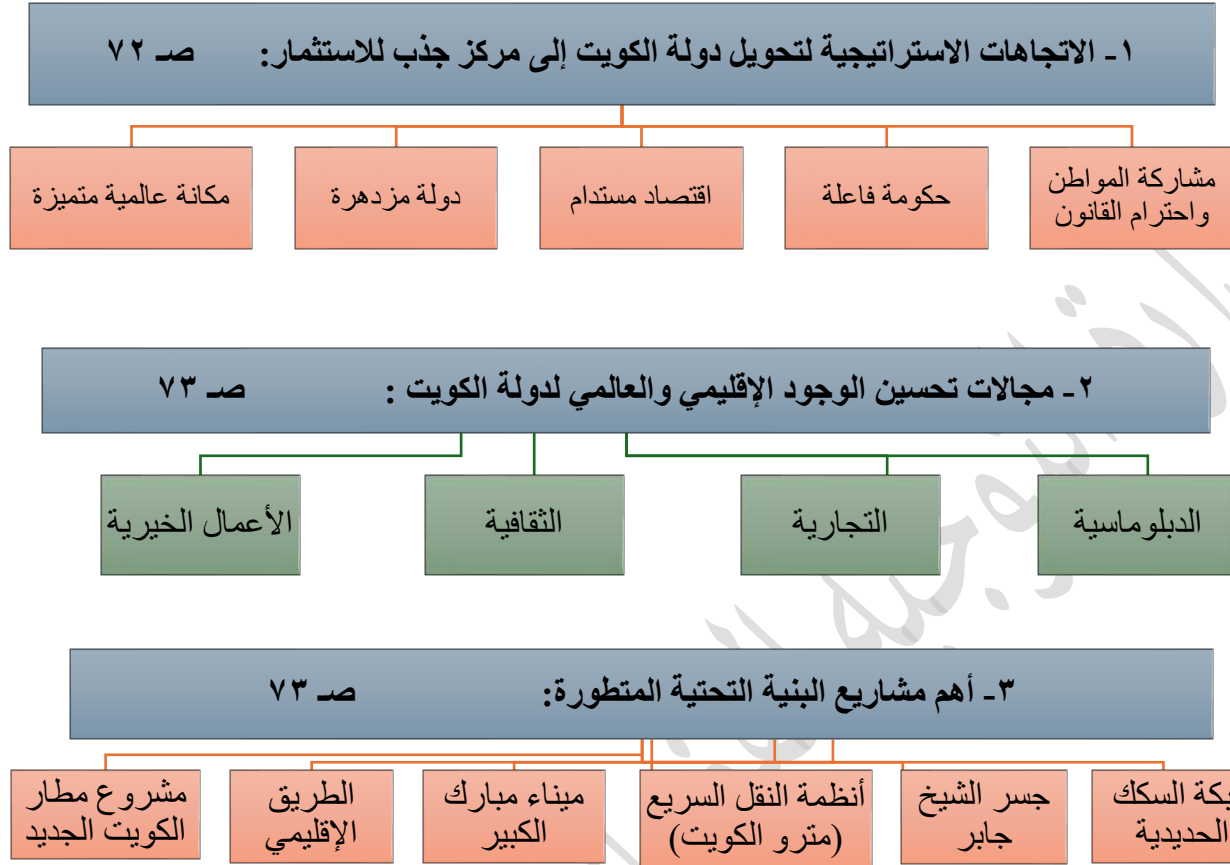 ١- الاتجاهات الاستراتيجية لتحويل دولة الكويت إلى مركز جذب للاستثمار: صـ ٧٢
مشاركة المواطن
واحترام القانون
حكومة فاعلة
اقتصاد مستدام
دولة مزدهرة
مكانة عالمية متميزة
٢- مجالات تحسين الوجود الإقليمي والعالمي لدولة الكويت : صـ ٧٣
الدبلوماسية
التجارية
الثقافية
الأعمال الخيرية
٣- أهم مشاريع البنية التحتية المتطورة: صـ ٧٣
السكك
الحديدية
جسر الشيخ
جابر
أنظمة النقل السريع
(مترو الكويت)
ميناء مبارك
الكبير
الطريق
الإقليمي
مشروع مطار
الكويت الجديد